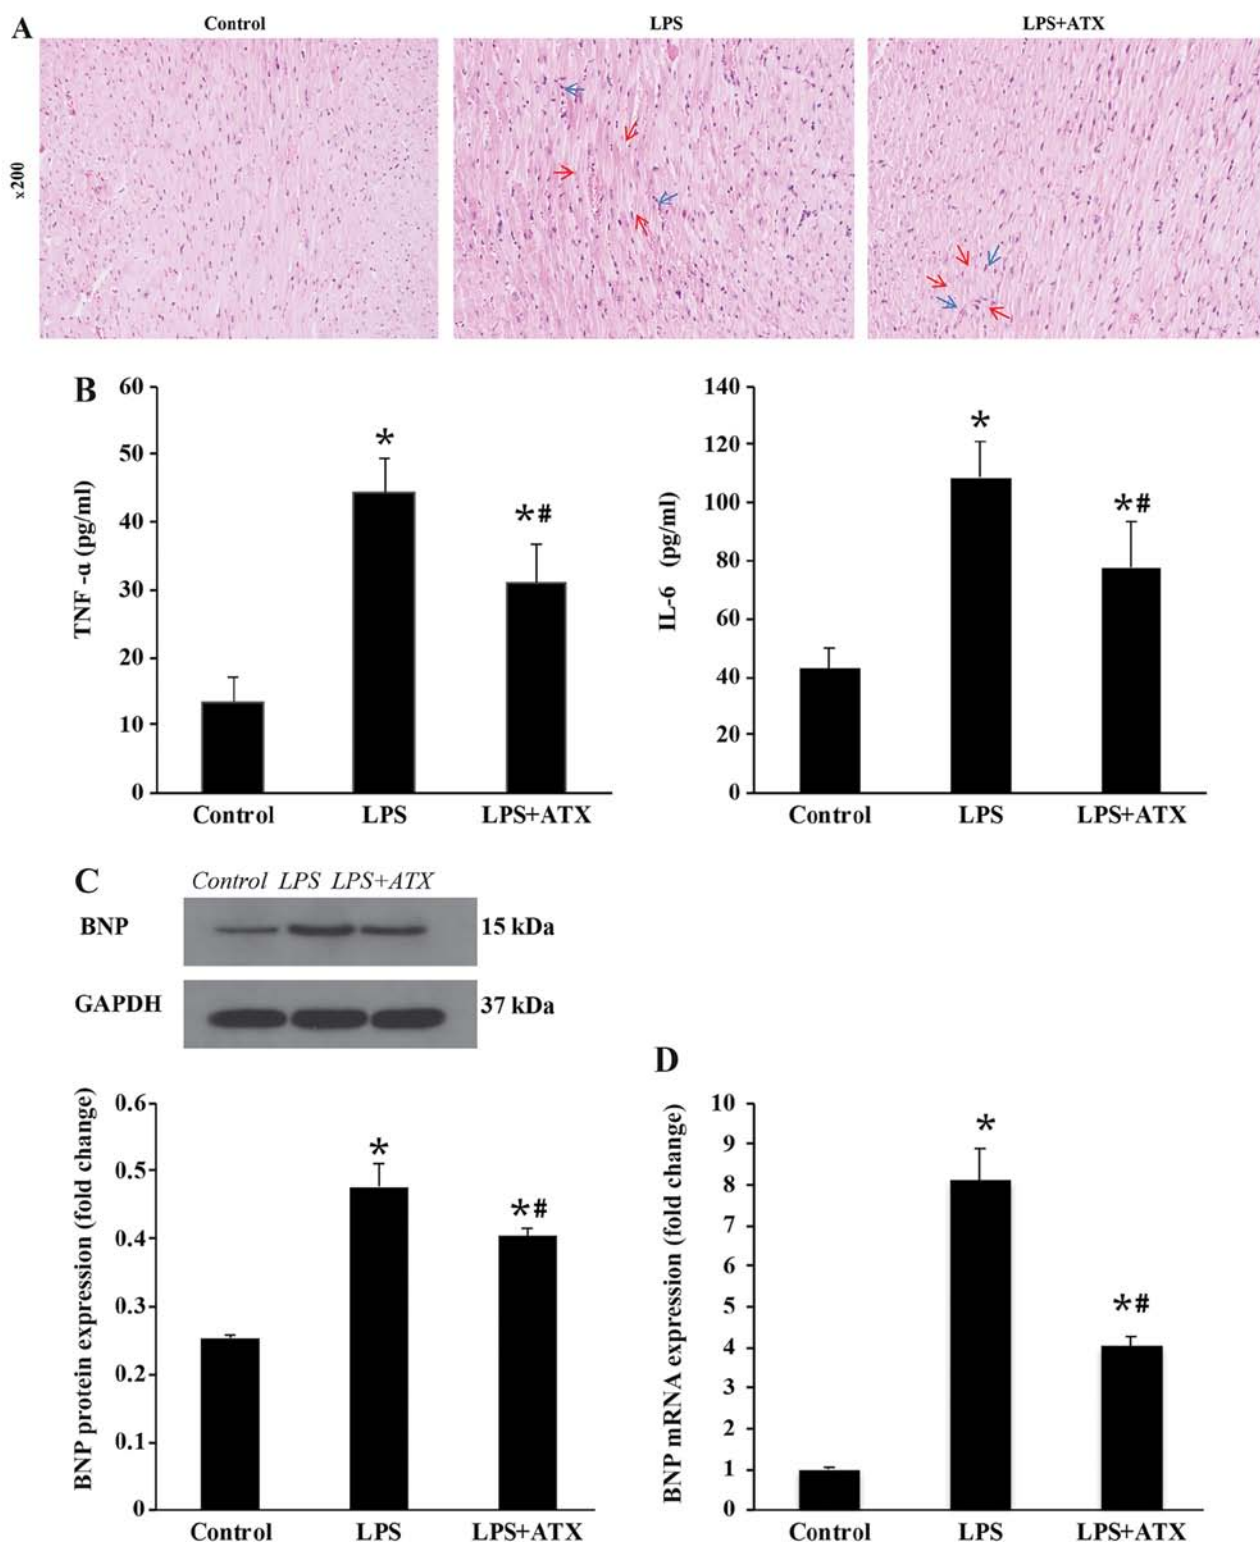 A
Control
LPS
LPS+ATX
x200
B
TNF -α (pg/ml)
60
50
40
30
20
10
0
*
*#
Control
LPS
LPS+ATX
IL-6 (pg/ml)
140
120
100
80
60
40
20
0
*
*#
Control
LPS
LPS+ATX
C
Control LPS LPS+ATX
BNP
15 kDa
GAPDH
37 kDa
BNP protein expression (fold change)
0.6
0.5
0.4
0.3
0.2
0.1
0
*
*#
Control
LPS
LPS+ATX
D
BNP mRNA expression (fold change)
10
9
8
7
6
5
4
3
2
1
0
*
*#
Control
LPS
LPS+ATX